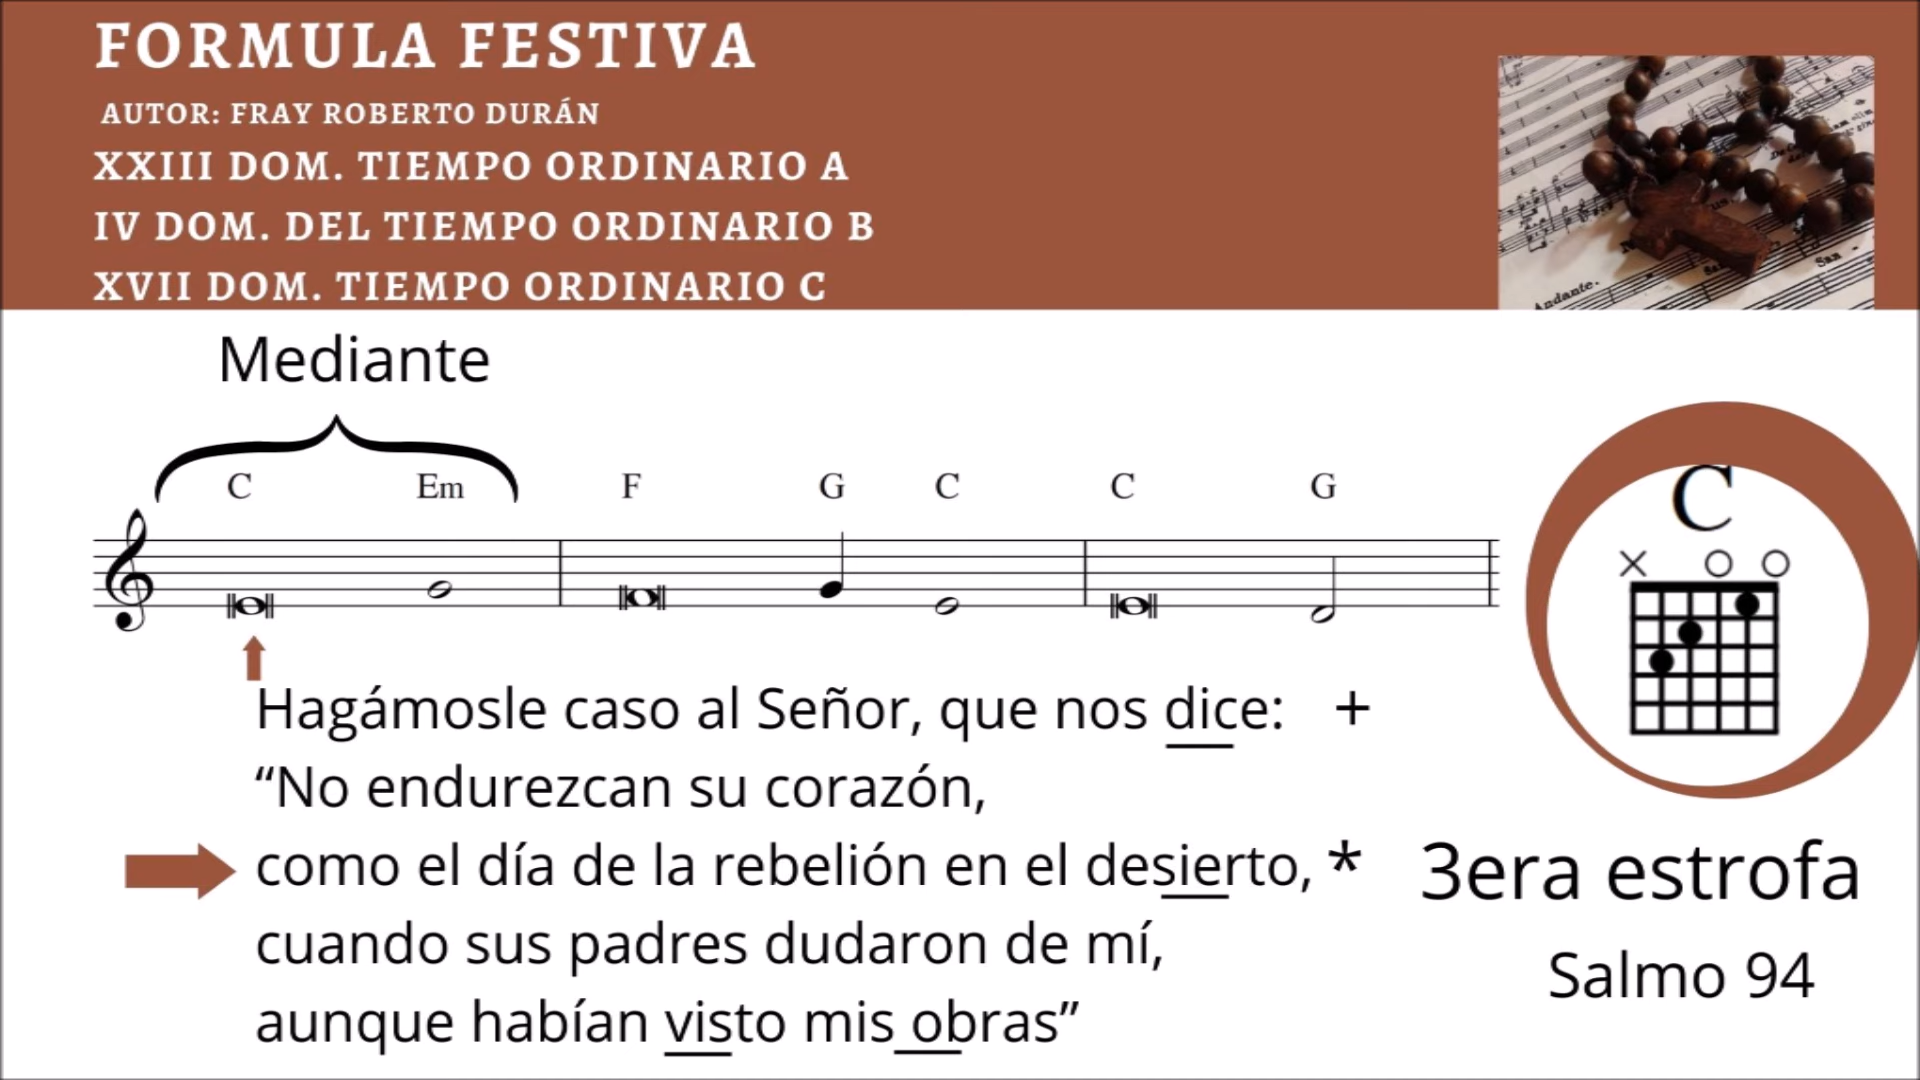 FORMULA FESTIVA
AUTOR: FRAY ROBERTO DURÁN
XXIII DOM. TIEMPO ORDINARIO A
IV DOM. DEL TIEMPO ORDINARIO B
XVII DOM. TIEMPO ORDINARIO C
Andante.
San
Mediante
C Em F G C C G
C
Hagámosle caso al Señor, que nos dice: +
“No endurezcan su corazón,
como el día de la rebelión en el desierto, *
cuando sus padres dudaron de mí,
aunque habían visto mis obras”
3era estrofa
Salmo 94